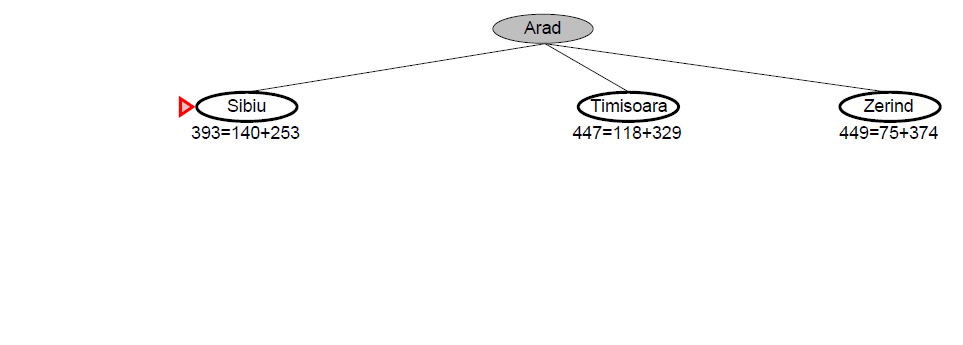 Arad
Sibiu
Timisoara
Zerind
393=140+253
447=118+329
449=75+374